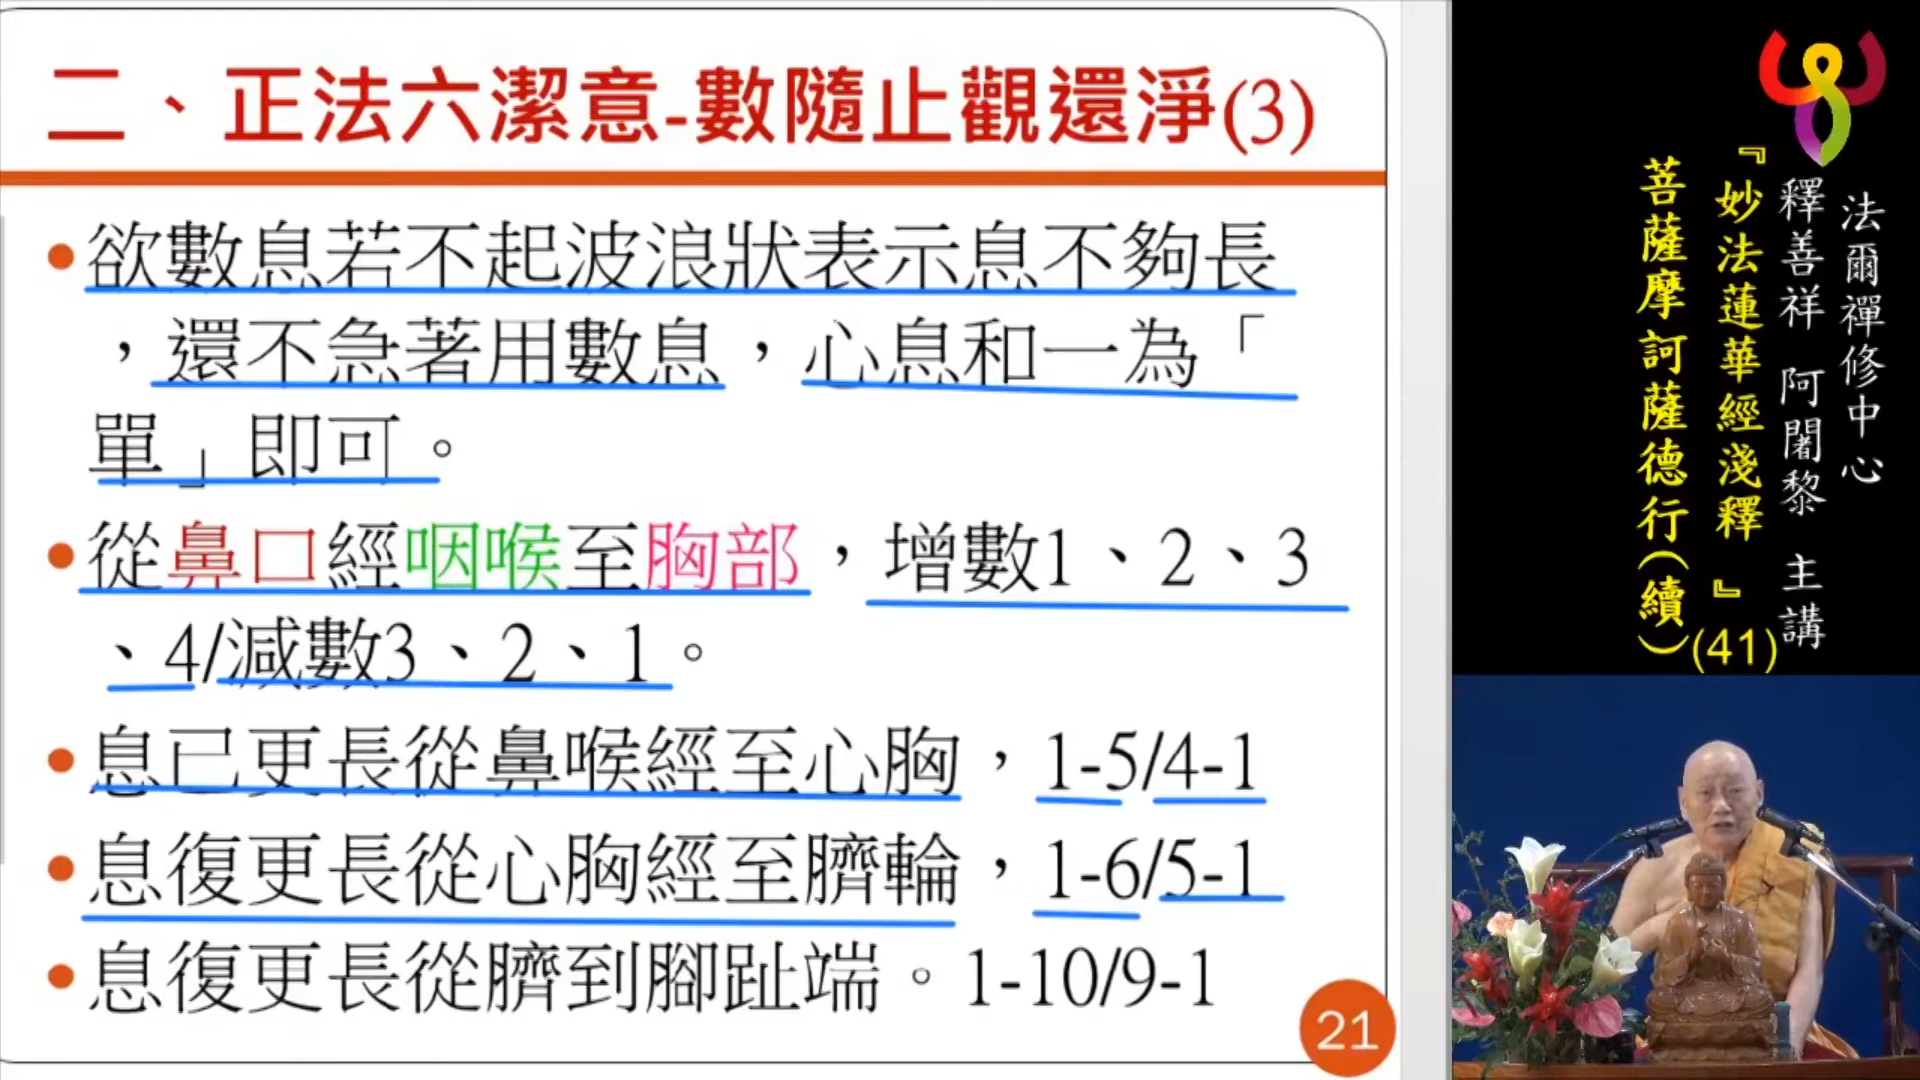 二、正法六潔意-數隨止觀還淨(3)
•欲數息若不起波浪狀表示息不夠長
，還不急著用數息，心息和一為「
單」即可。
•從鼻口經咽喉至胸部，增數1、2、3
、4/減數3、2、1。
•息已更長從鼻喉經至心胸，1-5/4-1
•息復更長從心胸經至臍輪，1-6/5-1
•息復更長從臍到腳趾端。1-10/9-1
21
法爾禪修中心
釋善祥 阿闍黎 主講
『妙法蓮華經淺釋』
菩薩摩訶薩德行(續)
(41)